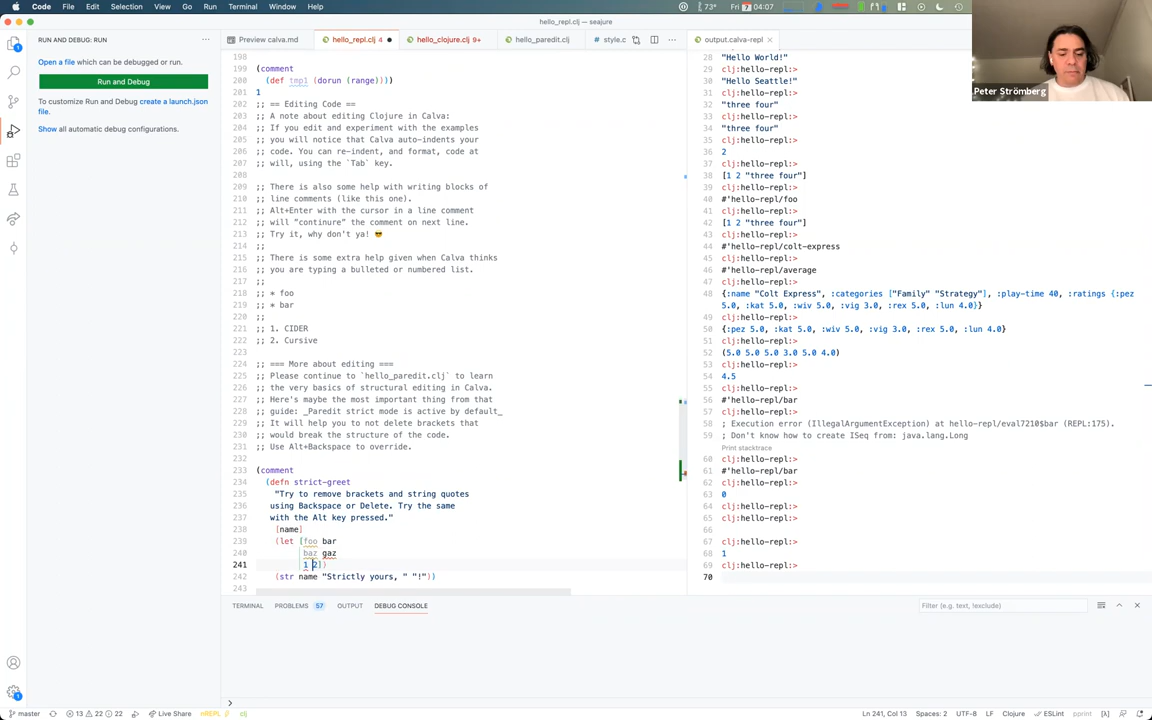 Code File Edit Selection View Go Run Terminal Window Help
73° Fri 7 04:07
hello_repl.clj — seajure
RUN AND DEBUG: RUN
Open a file which can be debugged or run.
Run and Debug
To customize Run and Debug create a launch.json
file.
Show all automatic debug configurations.
Preview calva.md hello_repl.clj 4 hello_clojure.clj 9+ hello_paredit.clj style.c
198
199 (comment
200 (def tmp1 (dorun (range))))
201 1
202 ;; == Editing Code ==
203 ;; A note about editing Clojure in Calva:
204 ;; If you edit and experiment with the examples
205 ;; you will notice that Calva auto-indents your
206 ;; code. You can re-indent, and format, code at
207 ;; will, using the `Tab` key.
208
209 ;; There is also some help with writing blocks of
210 ;; line comments (like this one).
211 ;; Alt+Enter with the cursor in a line comment
212 ;; will “continue” the comment on next line.
213 ;; Try it, why don't ya! 😎
214 ;;
215 ;; There is some extra help given when Calva thinks
216 ;; you are typing a bulleted or numbered list.
217 ;;
218 ;; * foo
219 ;; * bar
220 ;;
221 ;; 1. CIDER
222 ;; 2. Cursive
223
224 ;; === More about editing ===
225 ;; Please continue to `hello_paredit.clj` to learn
226 ;; the very basics of structural editing in Calva.
227 ;; Here's maybe the most important thing from that
228 ;; guide: _Paredit strict mode is active by default_
229 ;; It will help you to not delete brackets that
230 ;; would break the structure of the code.
231 ;; Use Alt+Backspace to override.
232
233 (comment
234 (defn strict-greet
235 "Try to remove brackets and string quotes
236 using Backspace or Delete. Try the same
237 with the Alt key pressed."
238 [name]
239 (let [foo bar
240 baz gaz
241 1 2])
242 (str name "Strictly yours, " "!"))
243
output.calva-repl
28 "Hello World!"
29 clj:hello-repl:>
30 "Hello Seattle!"
31 clj:hello-repl:>
32 "three four"
33 clj:hello-repl:>
34 "three four"
35 clj:hello-repl:>
36 2
37 clj:hello-repl:>
38 [1 2 "three four"]
39 clj:hello-repl:>
40 #'hello-repl/foo
41 clj:hello-repl:>
42 [1 2 "three four"]
43 clj:hello-repl:>
44 #'hello-repl/colt-express
45 clj:hello-repl:>
46 #'hello-repl/average
47 clj:hello-repl:>
48 {:name "Colt Express", :categories ["Family" "Strategy"], :play-time 40, :ratings {:pez
5.0, :kat 5.0, :wiv 5.0, :vig 3.0, :rex 5.0, :lun 4.0}}
49 clj:hello-repl:>
50 {:pez 5.0, :kat 5.0, :wiv 5.0, :vig 3.0, :rex 5.0, :lun 4.0}
51 clj:hello-repl:>
52 (5.0 5.0 5.0 3.0 5.0 4.0)
53 clj:hello-repl:>
54 4.5
55 clj:hello-repl:>
56 #'hello-repl/bar
57 clj:hello-repl:>
58 ; Execution error (IllegalArgumentException) at hello-repl/eval7210$bar (REPL:175).
59 ; Don't know how to create ISeq from: java.lang.Long
Print stacktrace
60 clj:hello-repl:>
61 #'hello-repl/bar
62 clj:hello-repl:>
63 0
64 clj:hello-repl:>
65 clj:hello-repl:>
66
67 clj:hello-repl:>
68 1
69 clj:hello-repl:>
70
Peter Strömberg
TERMINAL PROBLEMS 57 OUTPUT DEBUG CONSOLE
Filter (e.g. text, !exclude)
master 13 22 22 Live Share nREPL clj
Ln 241, Col 13 Spaces: 2 UTF-8 LF Clojure ESLint pprint [λ]